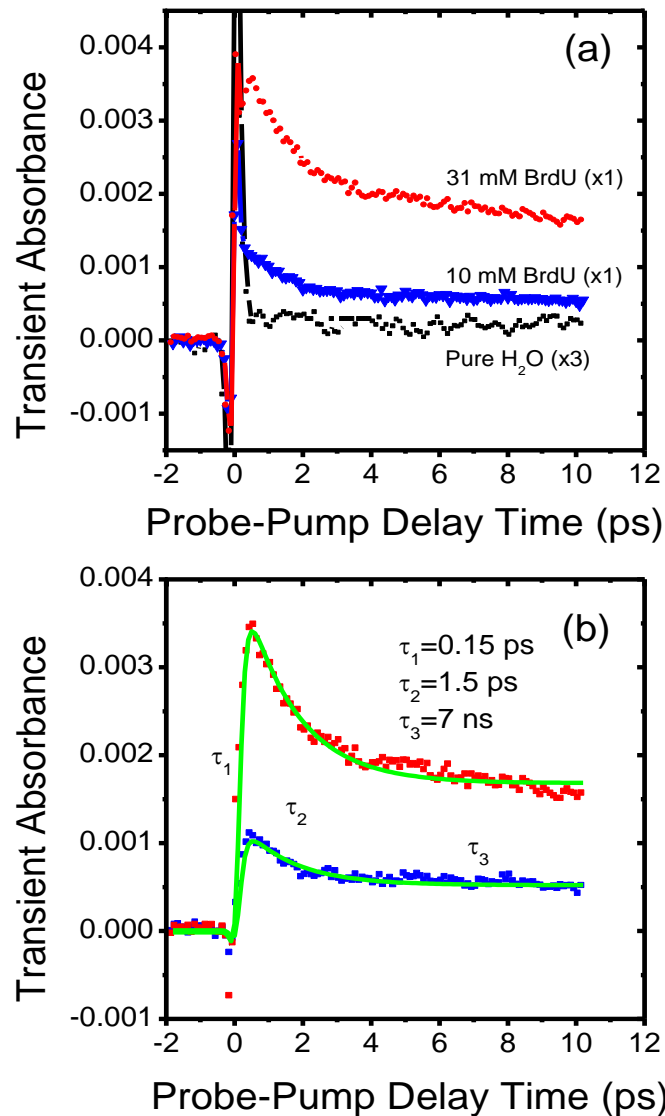 (a)
0.004
0.003
0.002
0.001
0.000
-0.001
Transient Absorbance
31 mM BrdU (x1)
10 mM BrdU (x1)
Pure H₂O (x3)
-2 0 2 4 6 8 10 12
Probe-Pump Delay Time (ps)
(b)
0.004
0.003
0.002
0.001
0.000
-0.001
Transient Absorbance
τ₁=0.15 ps
τ₂=1.5 ps
τ₃=7 ns
τ₁
τ₂
τ₃
-2 0 2 4 6 8 10 12
Probe-Pump Delay Time (ps)